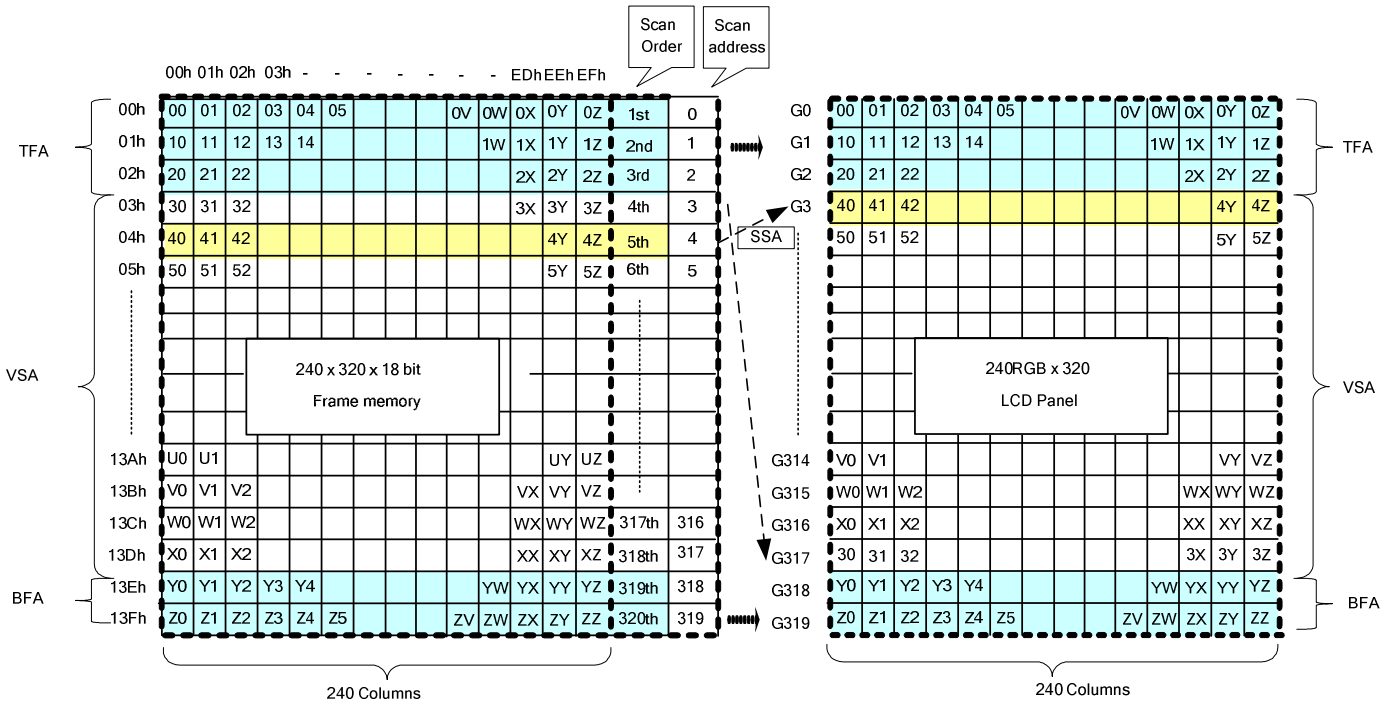 Scan Order
Scan address
00h 01h 02h 03h - - - - - - - EDh EEh EFh
00h 00 01 02 03 04 05 0V 0W 0X 0Y 0Z 1st 0 G0 00 01 02 03 04 05 0V 0W 0X 0Y 0Z
01h 10 11 12 13 14 1W 1X 1Y 1Z 2nd 1 G1 10 11 12 13 14 1W 1X 1Y 1Z
TFA TFA
02h 20 21 22 2X 2Y 2Z 3rd 2 G2 20 21 22 2X 2Y 2Z
03h 30 31 32 3X 3Y 3Z 4th 3 G3 40 41 42 4Y 4Z
04h 40 41 42 4Y 4Z 5th 4 SSA 50 51 52 5Y 5Z
05h 50 51 52 5Y 5Z 6th 5
240 x 320 x 18 bit 240RGB x 320
VSA VSA
Frame memory LCD Panel
13Ah U0 U1 UY UZ G314 V0 V1 VY VZ
13Bh V0 V1 V2 VX VY VZ G315 W0 W1 W2 WX WY WZ
13Ch W0 W1 W2 WX WY WZ 317th 316 G316 X0 X1 X2 XX XY XZ
13Dh X0 X1 X2 XX XY XZ 318th 317 G317 30 31 32 3X 3Y 3Z
13Eh Y0 Y1 Y2 Y3 Y4 YW YX YY YZ 319th 318 G318 Y0 Y1 Y2 Y3 Y4 YW YX YY YZ
BFA BFA
13Fh Z0 Z1 Z2 Z3 Z4 Z5 ZV ZW ZX ZY ZZ 320th 319 G319 Z0 Z1 Z2 Z3 Z4 Z5 ZV ZW ZX ZY ZZ
240 Columns 240 Columns